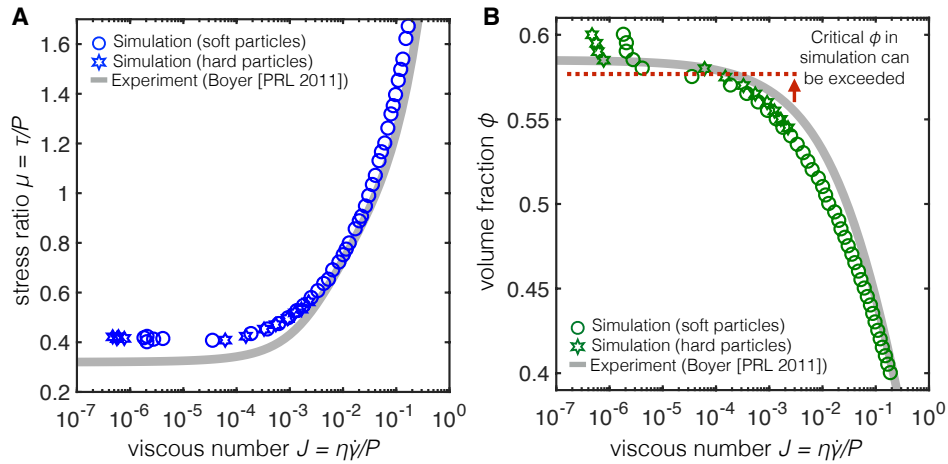 A
stress ratio μ = τ/P
1.6
1.4
1.2
1
0.8
0.6
0.4
0.2
Simulation (soft particles)
Simulation (hard particles)
Experiment (Boyer [PRL 2011])
10⁻⁷ 10⁻⁶ 10⁻⁵ 10⁻⁴ 10⁻³ 10⁻² 10⁻¹ 10⁰
viscous number J = ηγ̇/P
B
volume fraction ϕ
0.6
0.55
0.5
0.45
0.4
Critical ϕ in
simulation can
be exceeded
Simulation (soft particles)
Simulation (hard particles)
Experiment (Boyer [PRL 2011])
10⁻⁷ 10⁻⁶ 10⁻⁵ 10⁻⁴ 10⁻³ 10⁻² 10⁻¹ 10⁰
viscous number J = ηγ̇/P